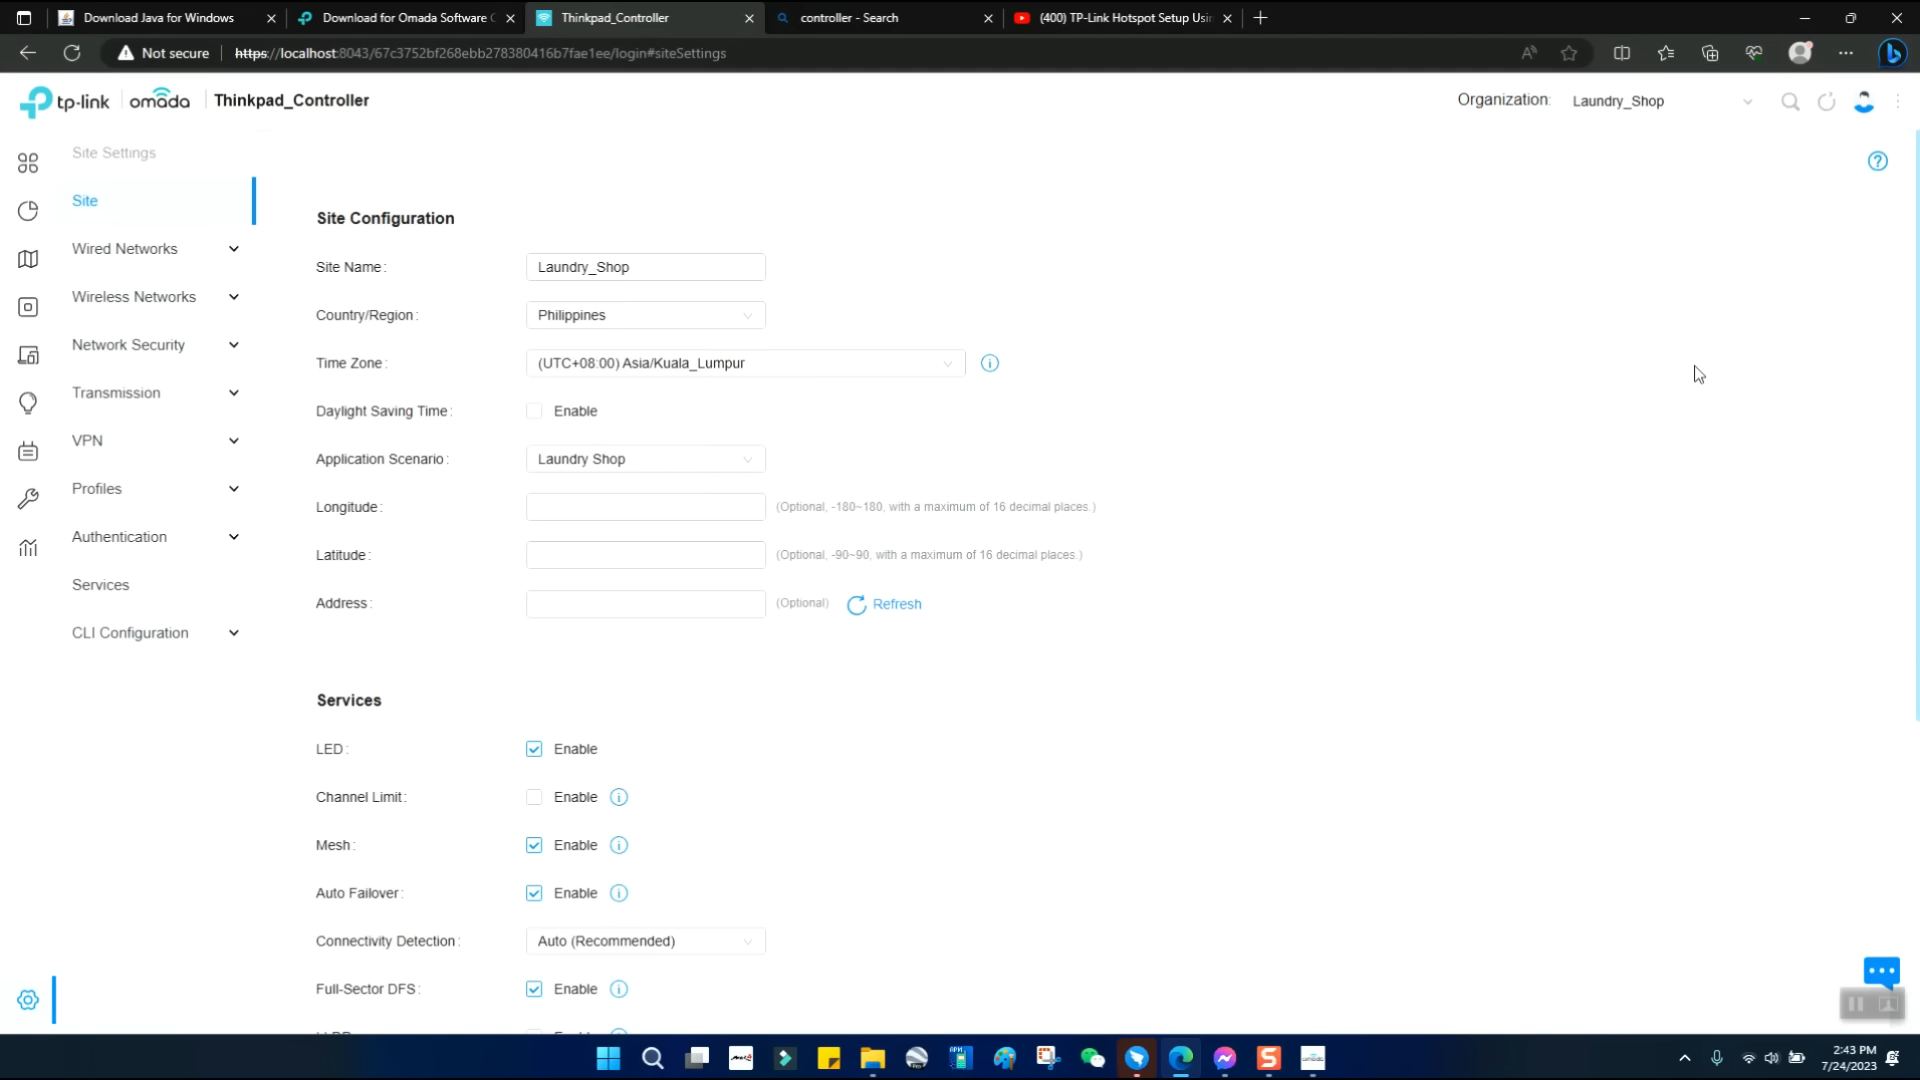 Download Java for Windows
Download for Omada Software C
Thinkpad_Controller
controller - Search
(400) TP-Link Hotspot Setup Usin
Not secure
https://localhost:8043/67c3752bf268ebb278380416b7fae1ee/login#siteSettings
tp-link
omada
Thinkpad_Controller
Organization:
Laundry_Shop
Site Settings
Site
Wired Networks
Wireless Networks
Network Security
Transmission
VPN
Profiles
Authentication
Services
CLI Configuration
Site Configuration
Site Name:
Laundry_Shop
Country/Region:
Philippines
Time Zone:
(UTC+08:00) Asia/Kuala_Lumpur
Daylight Saving Time:
Enable
Application Scenario:
Laundry Shop
Longitude:
(Optional, -180~180, with a maximum of 16 decimal places.)
Latitude:
(Optional, -90~90, with a maximum of 16 decimal places.)
Address:
(Optional)
Refresh
Services
LED:
Enable
Channel Limit:
Enable
Mesh:
Enable
Auto Failover:
Enable
Connectivity Detection:
Auto (Recommended)
Full-Sector DFS:
Enable
2:43 PM
7/24/2023